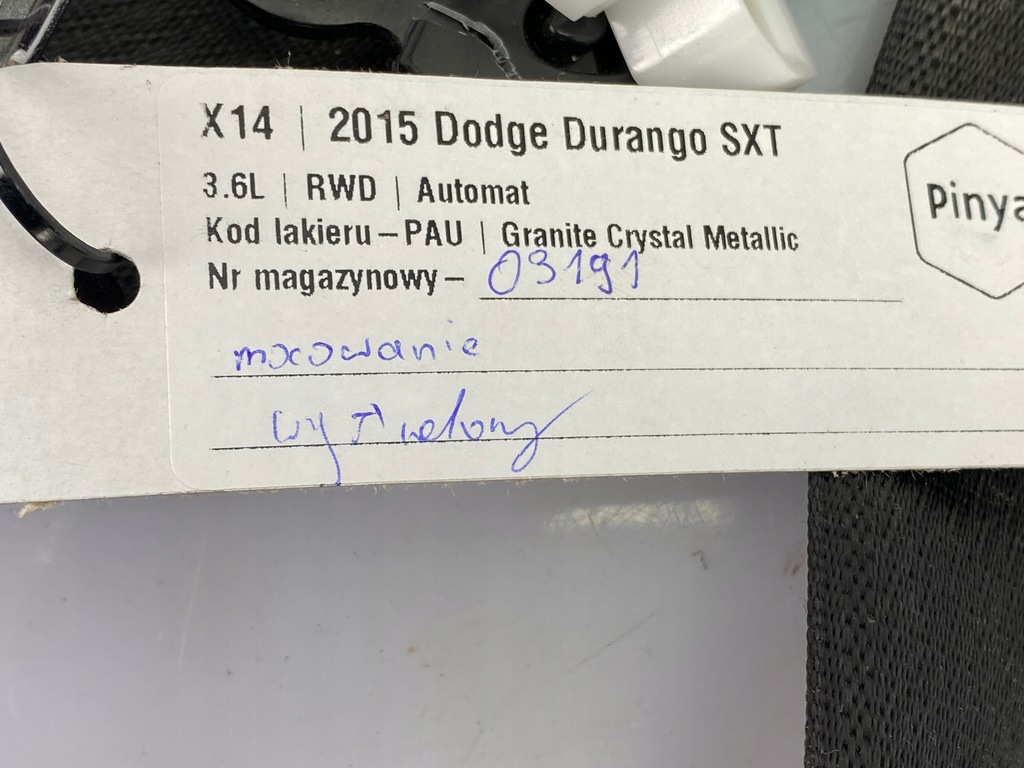 X14 | 2015 Dodge Durango SXT
3.6L | RWD | Automat
Kod lakieru – PAU | Granite Crystal Metallic
Nr magazynowy – 03191
Pinya
mocowanie